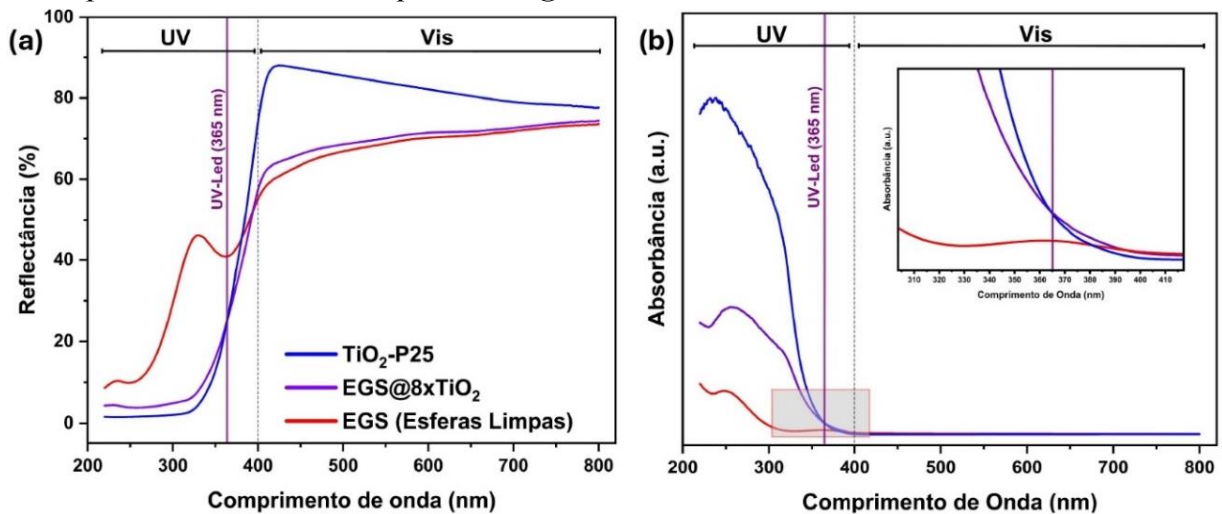 (a)
UV
Vis
100
80
60
40
20
0
Reflectância (%)
UV-Led (365 nm)
TiO2-P25
EGS@8xTiO2
EGS (Esferas Limpas)
200 300 400 500 600 700 800
Comprimento de onda (nm)
(b)
UV
Vis
Absorbância (a.u.)
UV-Led (365 nm)
Absorbância (a.u.)
310 320 330 340 350 360 370 380 390 400 410
Comprimento de Onda (nm)
200 300 400 500 600 700 800
Comprimento de Onda (nm)